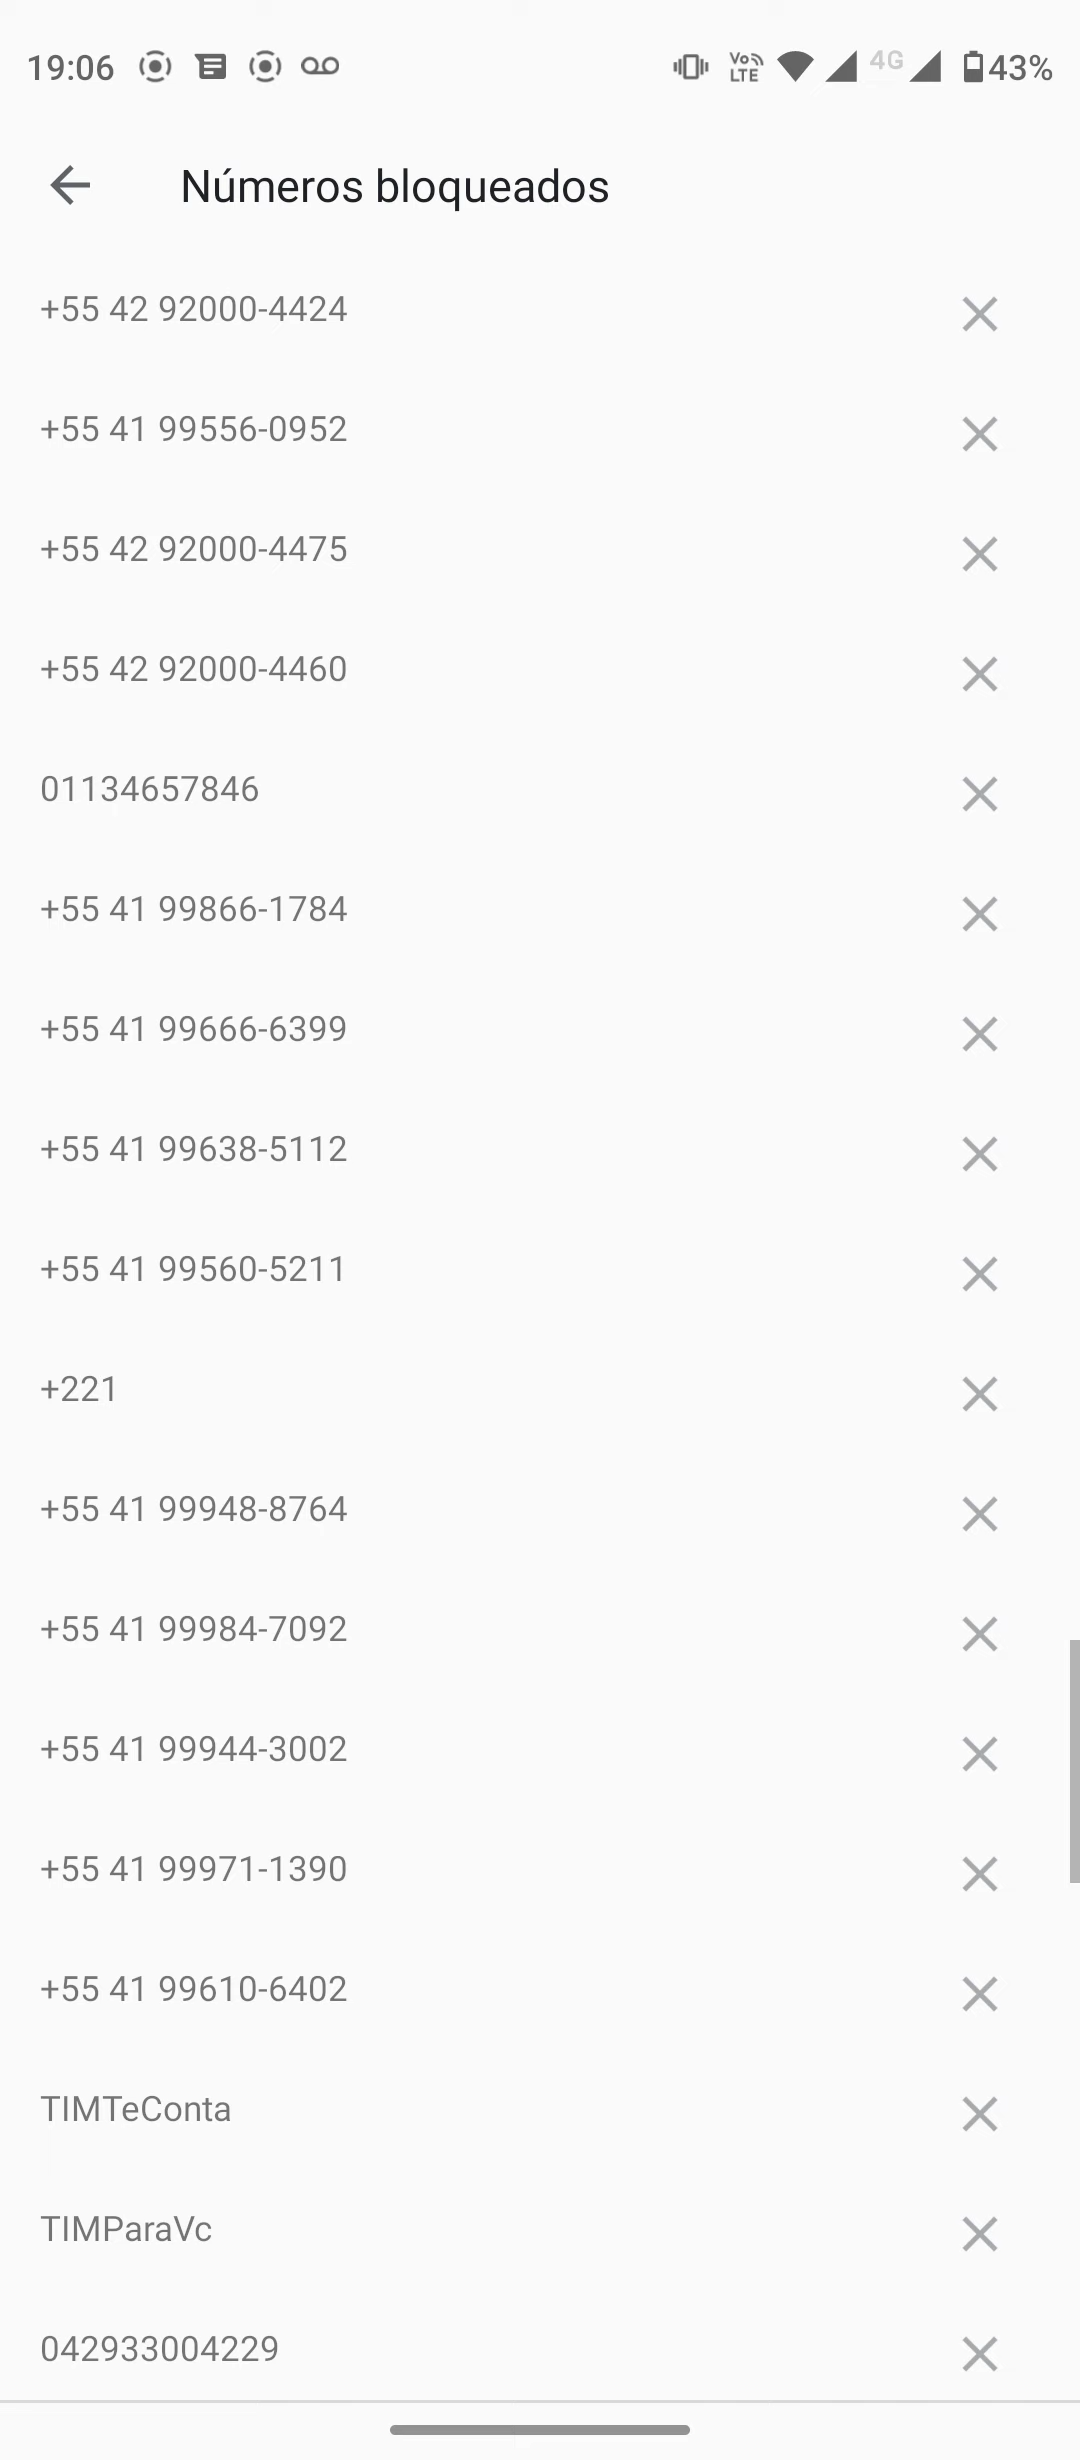 19:06 Vo LTE 4G 43%
Números bloqueados
+55 42 92000-4424
+55 41 99556-0952
+55 42 92000-4475
+55 42 92000-4460
01134657846
+55 41 99866-1784
+55 41 99666-6399
+55 41 99638-5112
+55 41 99560-5211
+221
+55 41 99948-8764
+55 41 99984-7092
+55 41 99944-3002
+55 41 99971-1390
+55 41 99610-6402
TIMTeConta
TIMParaVc
042933004229